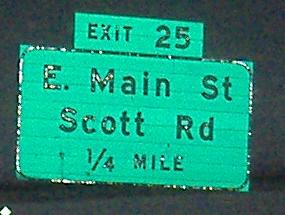 EXIT 25
E. Main St
Scott Rd
1/4 MILE